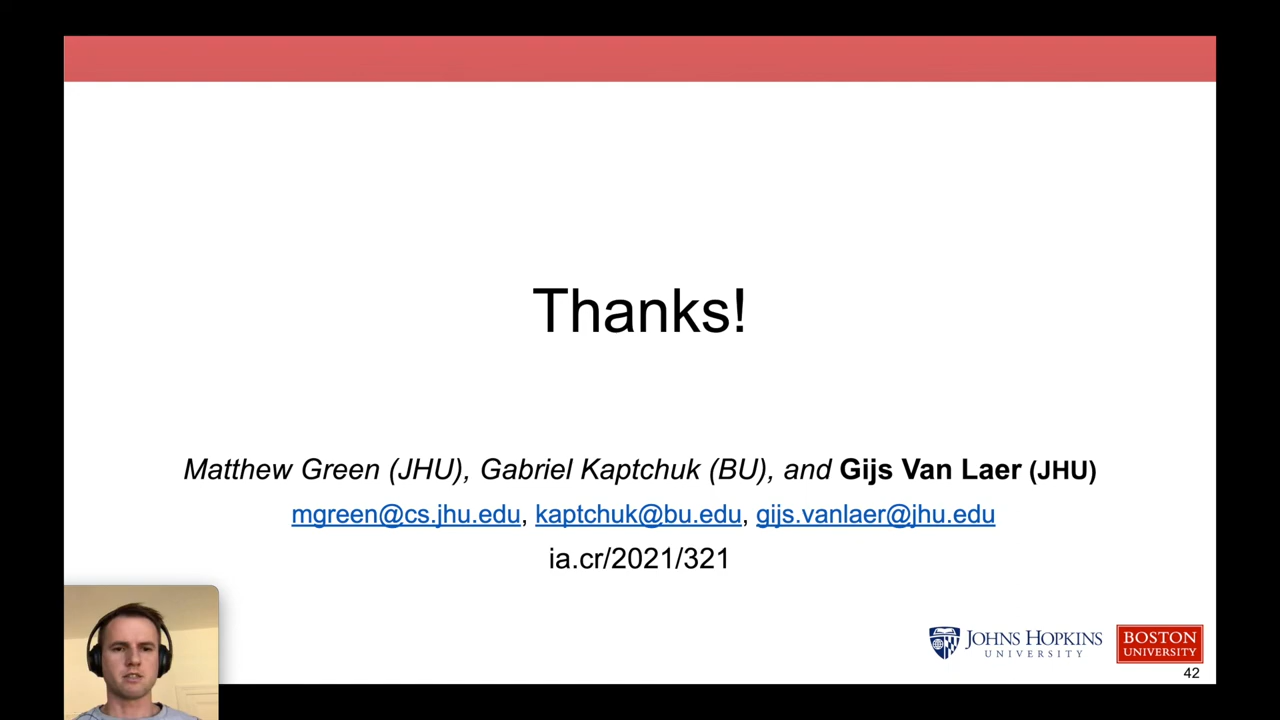 Thanks!
Matthew Green (JHU), Gabriel Kaptchuk (BU), and Gijs Van Laer (JHU)
mgreen@cs.jhu.edu, kaptchuk@bu.edu, gijs.vanlaer@jhu.edu
ia.cr/2021/321
JOHNS HOPKINS
UNIVERSITY
BOSTON
UNIVERSITY
42